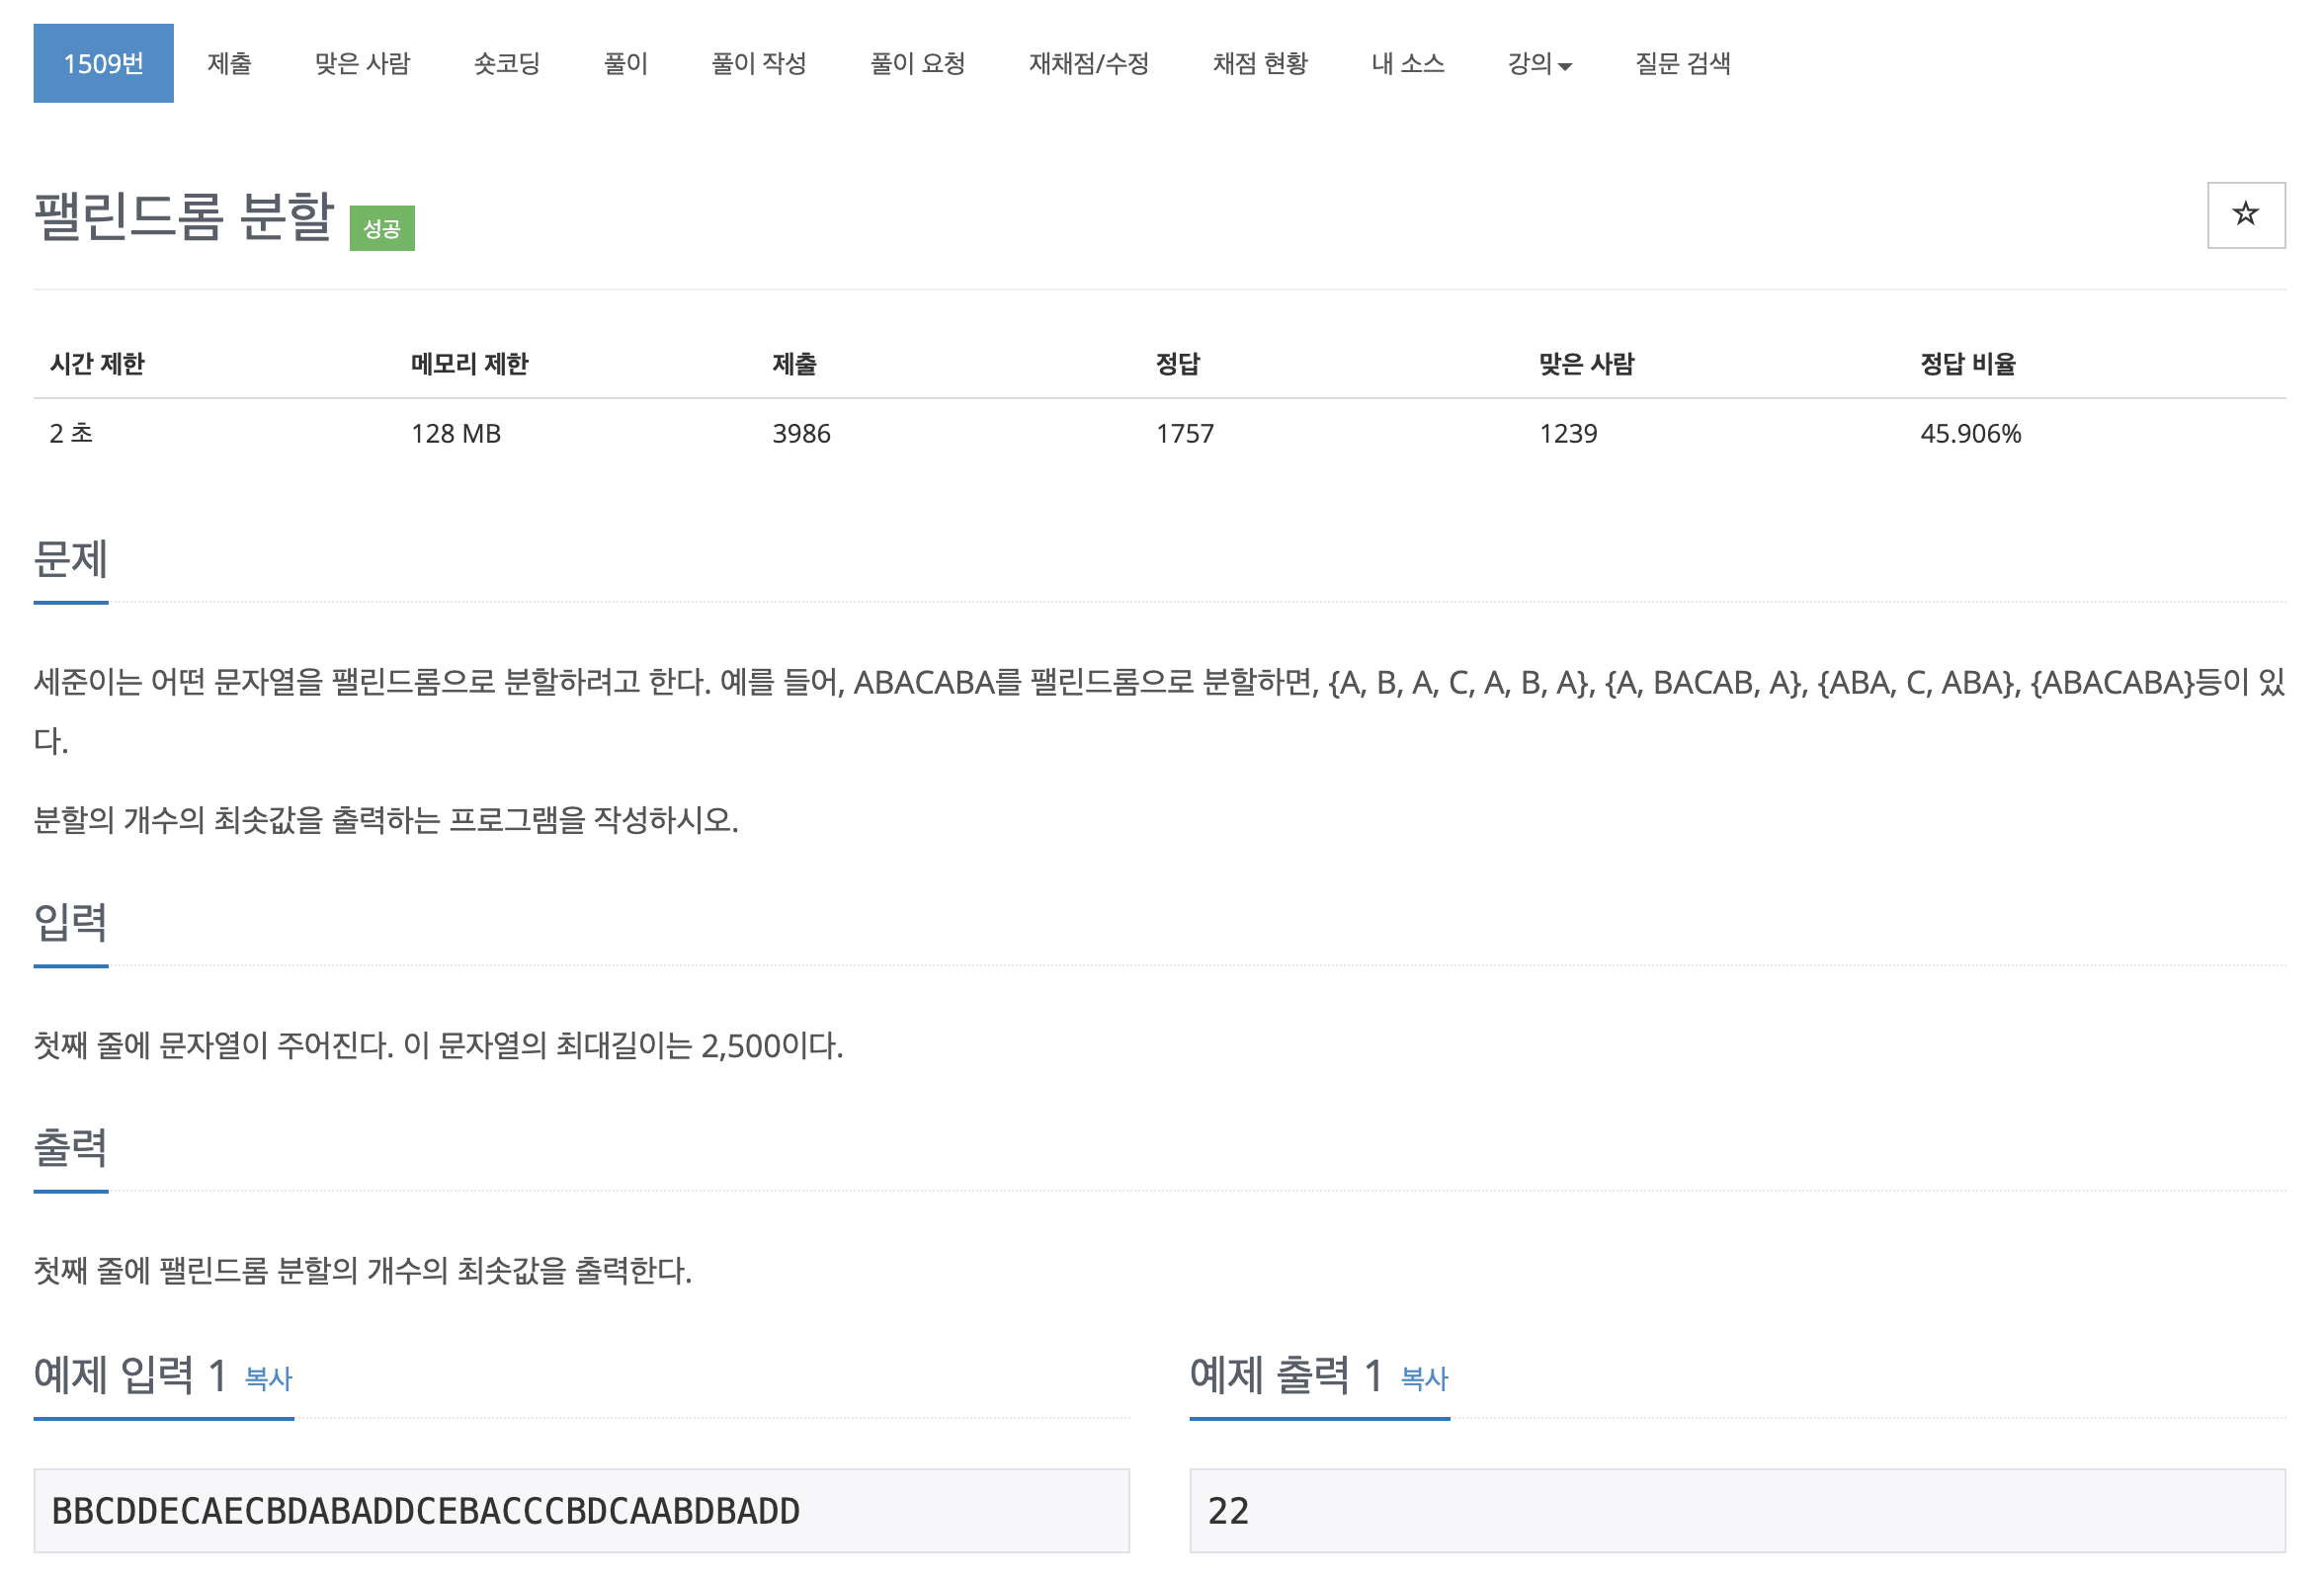 1509번 제출 맞은 사람 숏코딩 풀이 풀이 작성 풀이 요청 재채점/수정 채점 현황 내 소스 강의 질문 검색
팰린드롬 분할 성공
시간 제한 메모리 제한 제출 정답 맞은 사람 정답 비율
2 초 128 MB 3986 1757 1239 45.906%
문제
세준이는 어떤 문자열을 팰린드롬으로 분할하려고 한다. 예를 들어, ABACABA를 팰린드롬으로 분할하면, {A, B, A, C, A, B, A}, {A, BACAB, A}, {ABA, C, ABA}, {ABACABA}등이 있
다.
분할의 개수의 최솟값을 출력하는 프로그램을 작성하시오.
입력
첫째 줄에 문자열이 주어진다. 이 문자열의 최대길이는 2,500이다.
출력
첫째 줄에 팰린드롬 분할의 개수의 최솟값을 출력한다.
예제 입력 1 복사
BBCDDECAECBDABADDCEBACCCBDCAABDBADD
예제 출력 1 복사
22